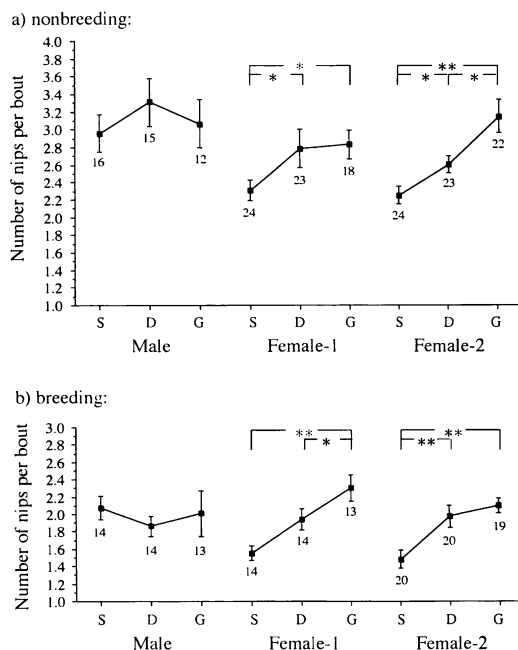 a) nonbreeding:
Number of nips per bout
4.0
3.8
3.6
3.4
3.2
3.0
2.8
2.6
2.4
2.2
2.0
1.8
1.6
1.4
1.2
1.0
* **
* * *
16 15 12 24 23 18 24 23 22
S D G S D G S D G
Male Female-1 Female-2
b) breeding:
Number of nips per bout
3.0
2.8
2.6
2.4
2.2
2.0
1.8
1.6
1.4
1.2
1.0
** **
* **
14 14 13 14 14 13 20 20 19
S D G S D G S D G
Male Female-1 Female-2